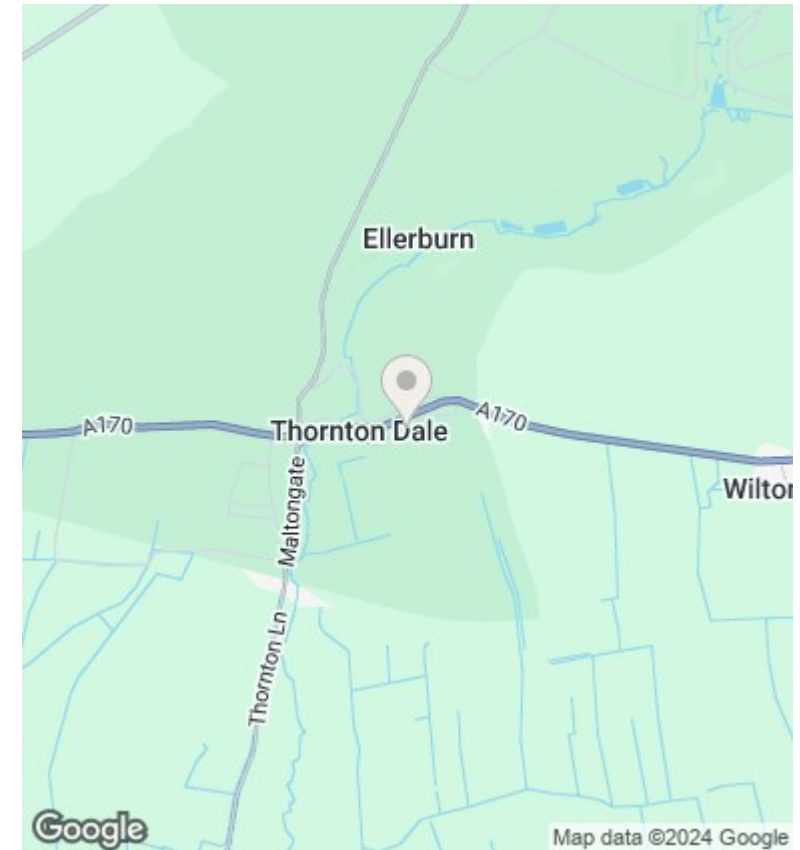 Ellerburn
A170
A170
Thornton Dale
Wilton
Maltongate
Thornton Ln
Google
Map data ©2024 Google